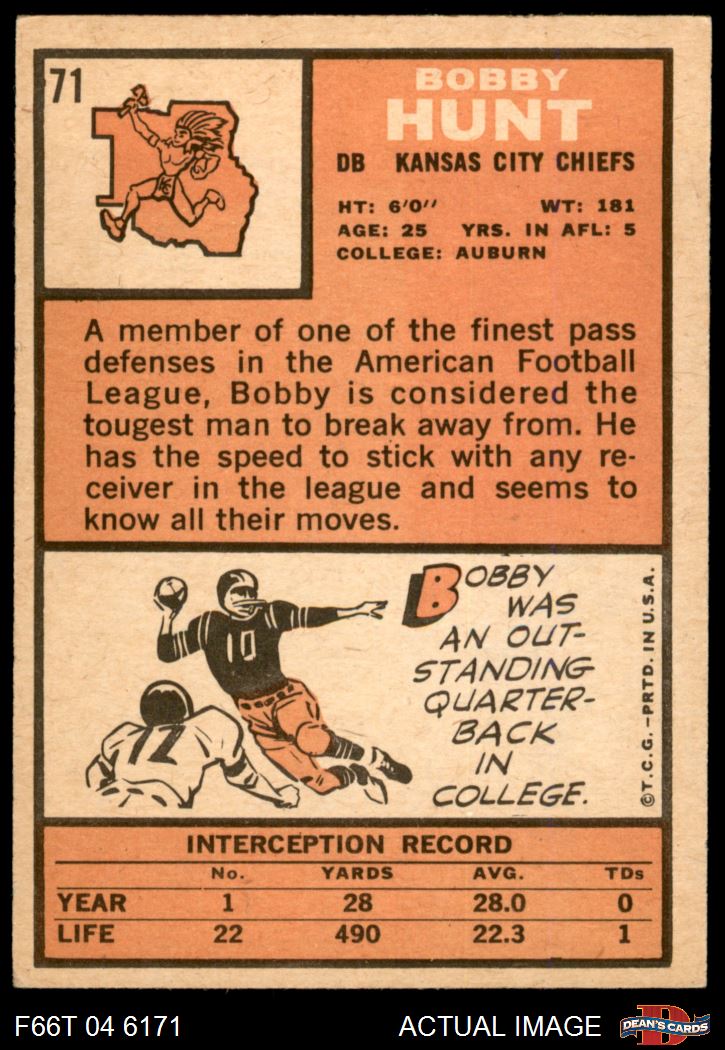 71
BOBBY
HUNT
DB KANSAS CITY CHIEFS
HT: 6'0" WT: 181
AGE: 25 YRS. IN AFL: 5
COLLEGE: AUBURN
KC
A member of one of the finest pass
defenses in the American Football
League, Bobby is considered the
tougest man to break away from. He
has the speed to stick with any re-
ceiver in the league and seems to
know all their moves.
10
72
BOBBY
WAS
AN OUT-
STANDING
QUARTER-
BACK
IN
COLLEGE.
©T.C.G.—PRTD. IN U.S.A.
INTERCEPTION RECORD
No. YARDS AVG. TDs
YEAR 1 28 28.0 0
LIFE 22 490 22.3 1
F66T 04 6171
ACTUAL IMAGE
D
DEAN'S CARDS